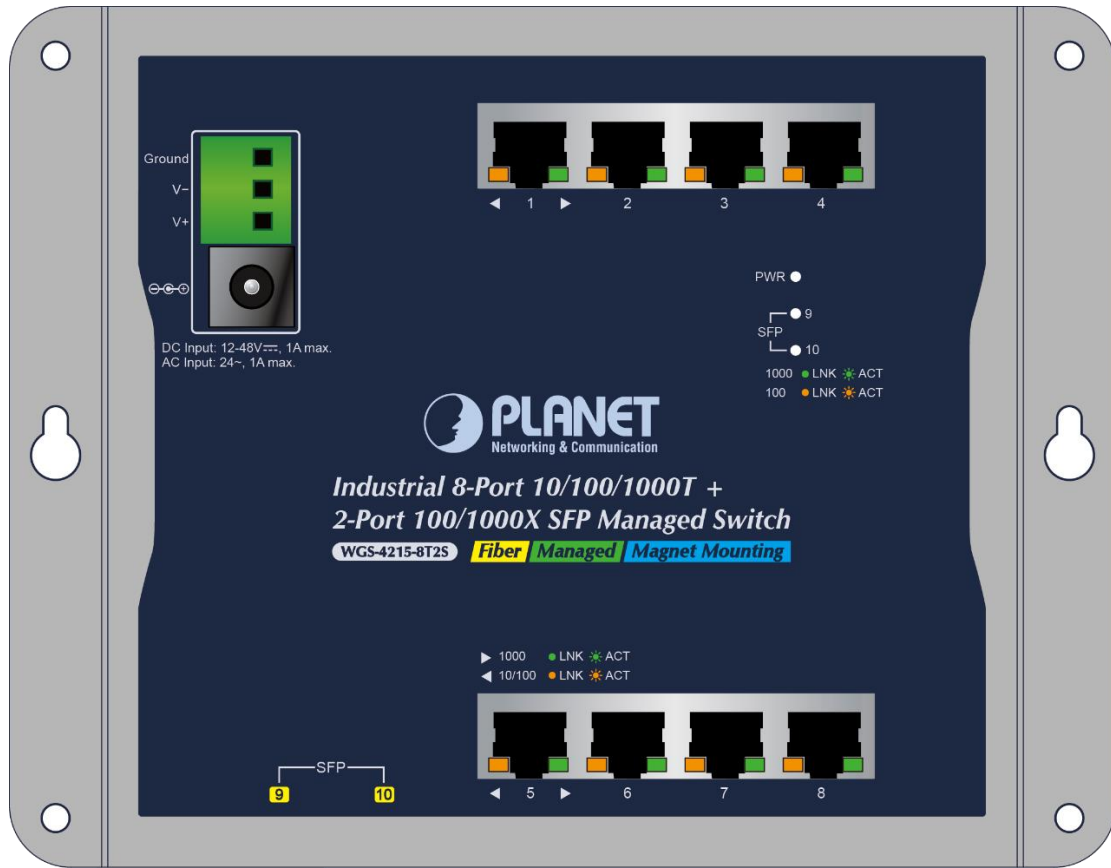 Ground
V−
V+
DC Input: 12-48V⎓, 1A max.
AC Input: 24~, 1A max.
1 2 3 4
PWR
SFP
9
10
1000 LNK ACT
100 LNK ACT
PLANET
Networking & Communication
Industrial 8-Port 10/100/1000T +
2-Port 100/1000X SFP Managed Switch
WGS-4215-8T2S Fiber Managed Magnet Mounting
1000 LNK ACT
10/100 LNK ACT
SFP
9 10
5 6 7 8